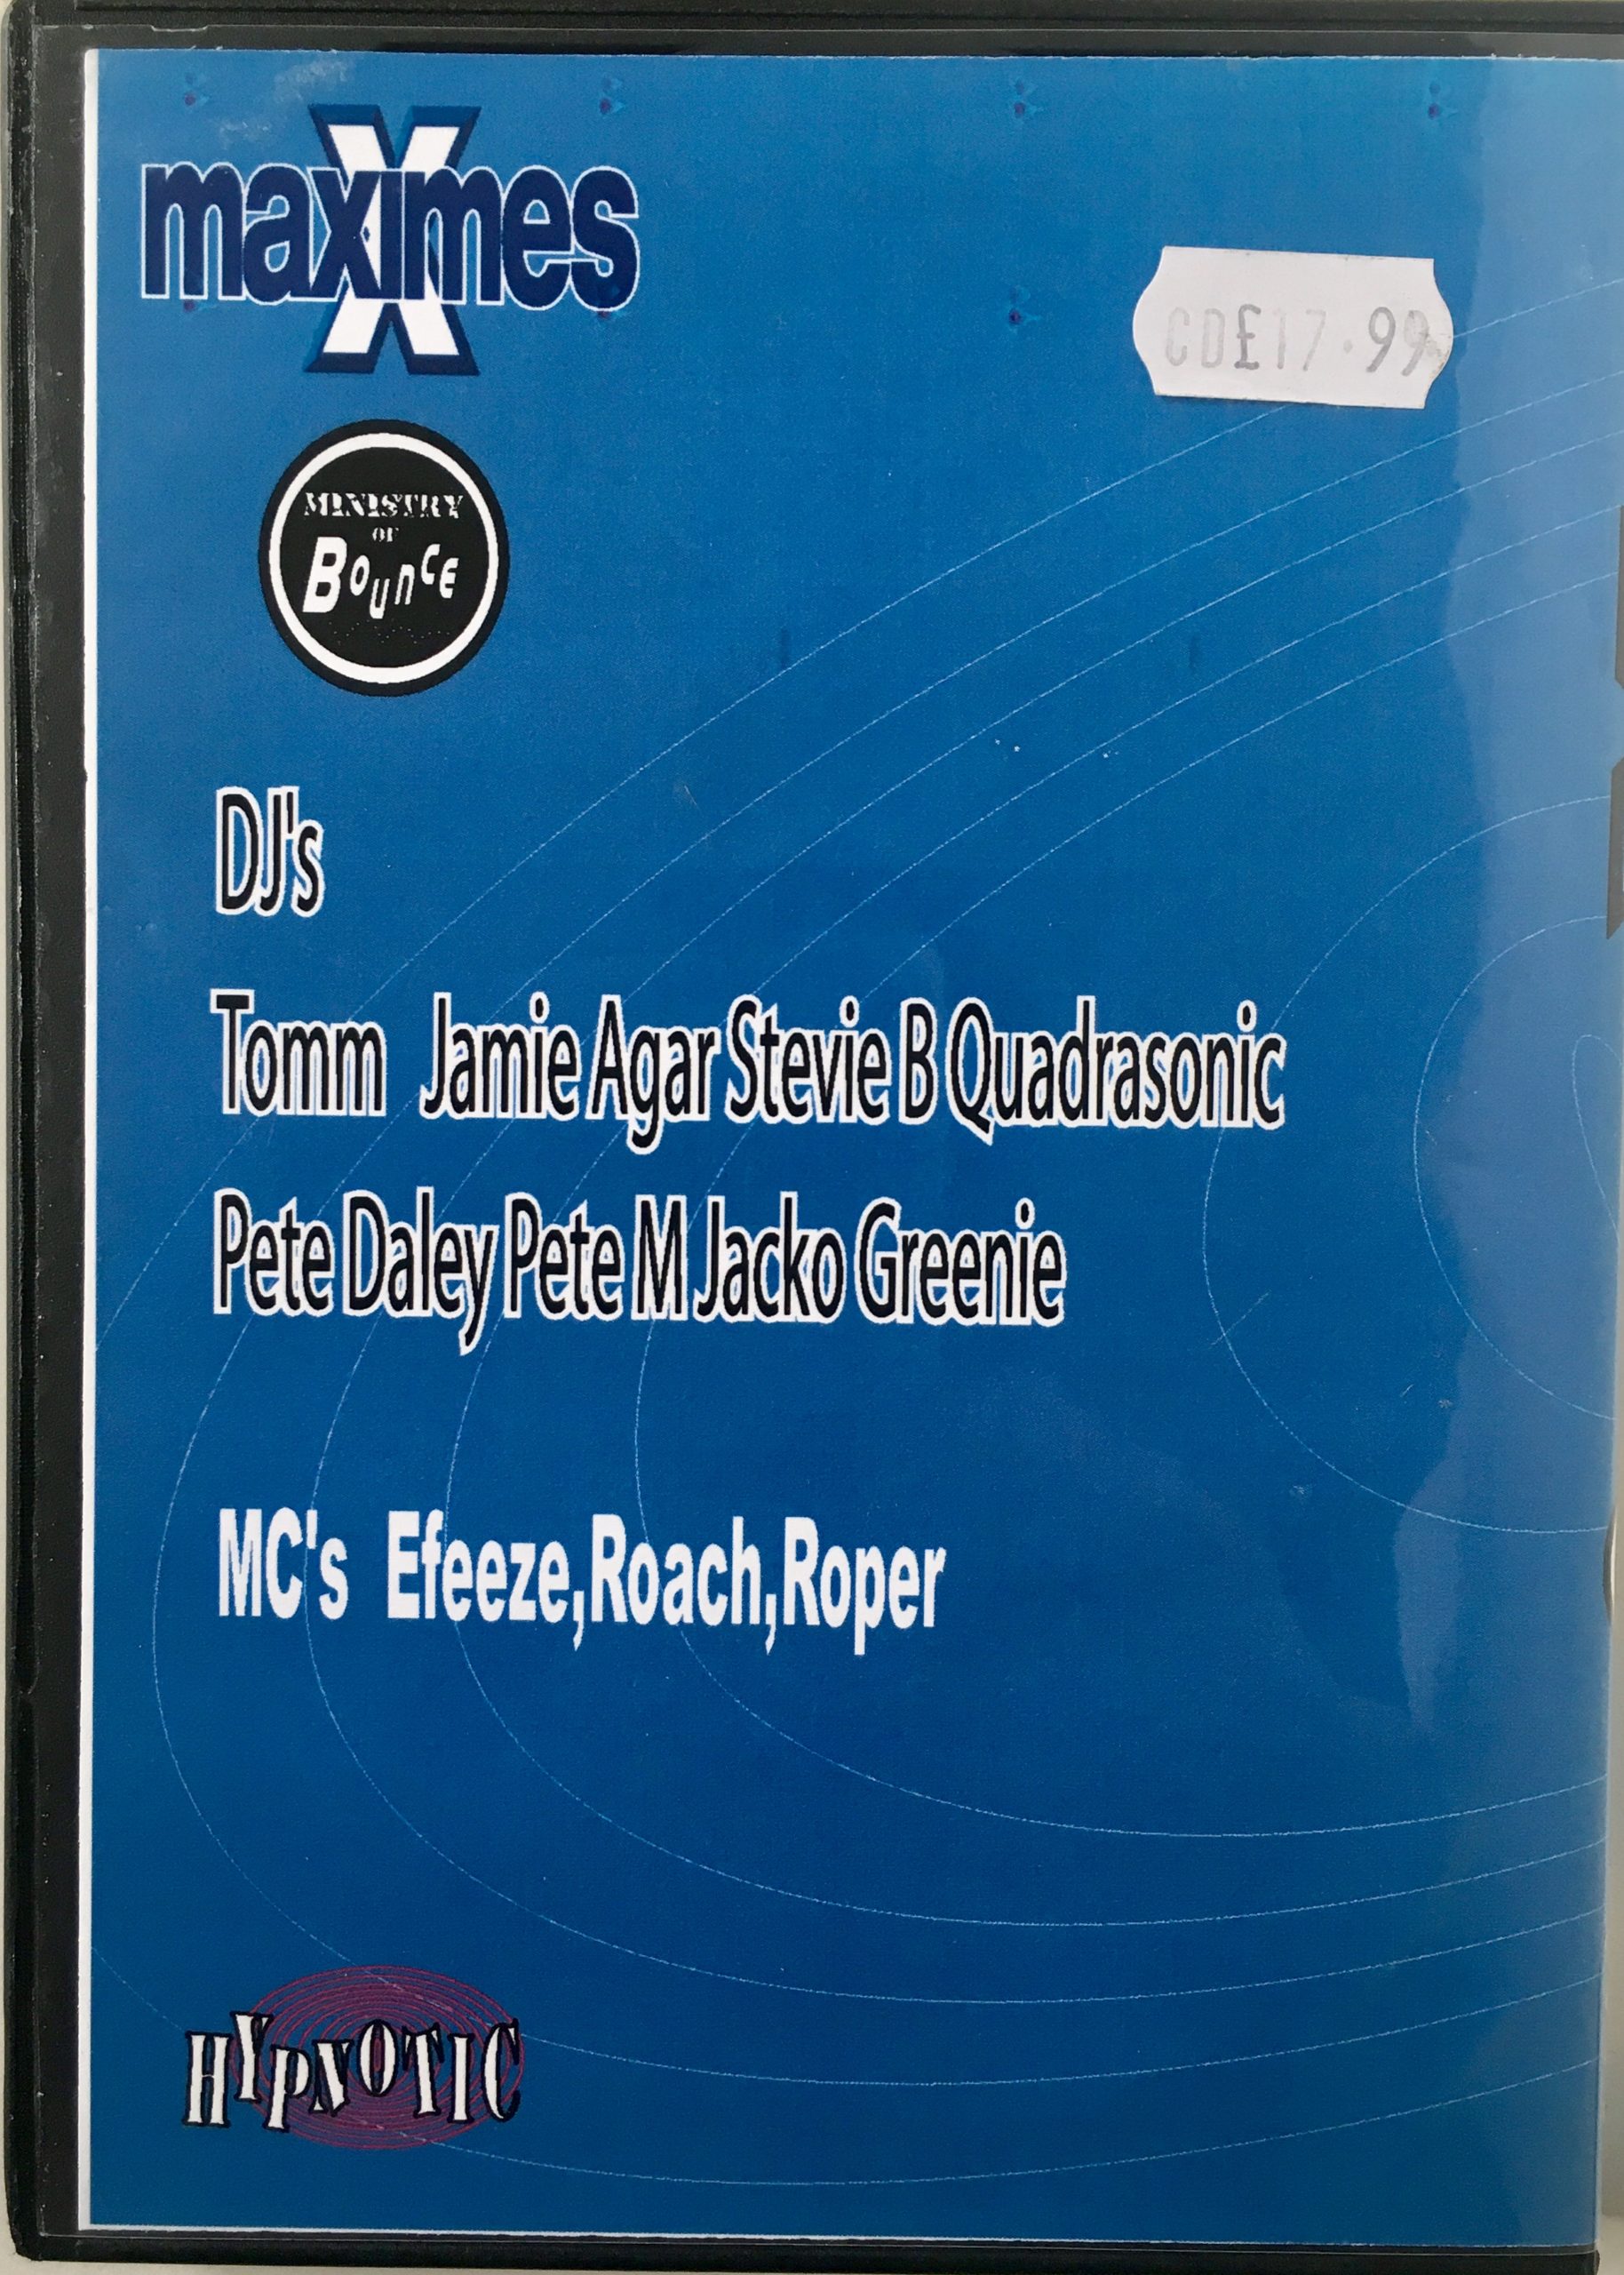 maximes
X
CD£17.99
MINISTRY
OF
BOUNCE
DJ's
Tomm Jamie Agar Stevie B Quadrasonic
Pete Daley Pete M Jacko Greenie
MC's Efeeze,Roach,Roper
HYPNOTIC